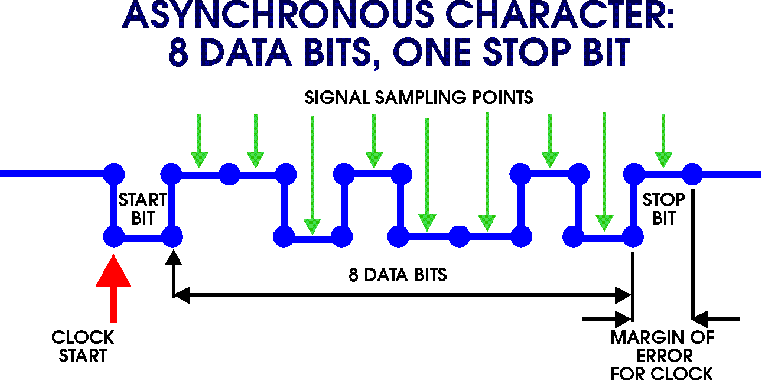 ASYNCHRONOUS CHARACTER:
8 DATA BITS, ONE STOP BIT
SIGNAL SAMPLING POINTS
START
BIT
STOP
BIT
8 DATA BITS
CLOCK
START
MARGIN OF
ERROR
FOR CLOCK